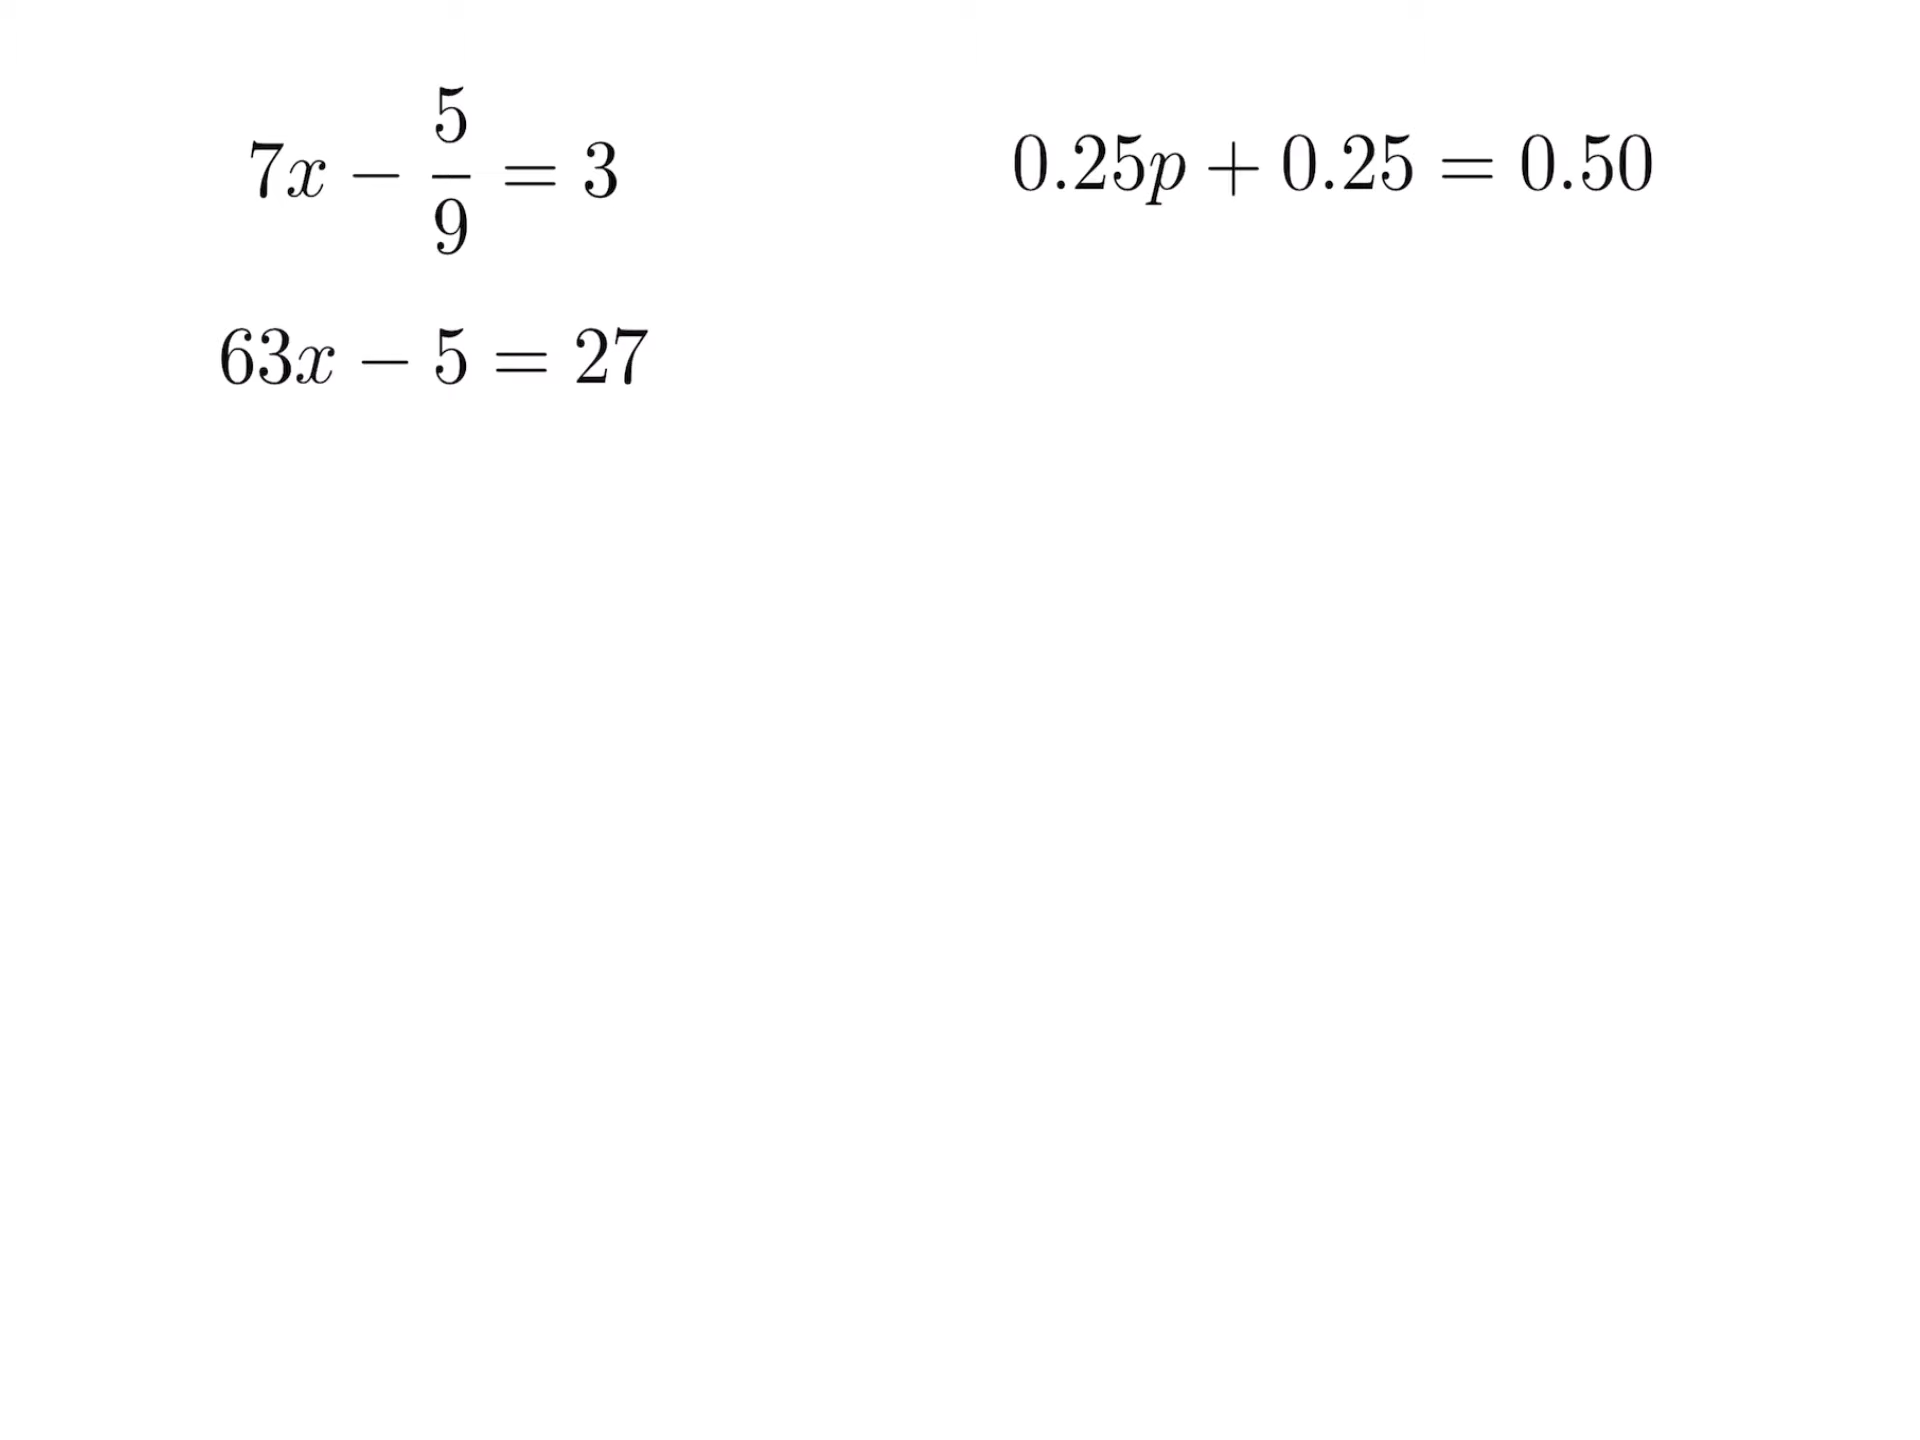 7x − 5/9 = 3
63x − 5 = 27
0.25p + 0.25 = 0.50